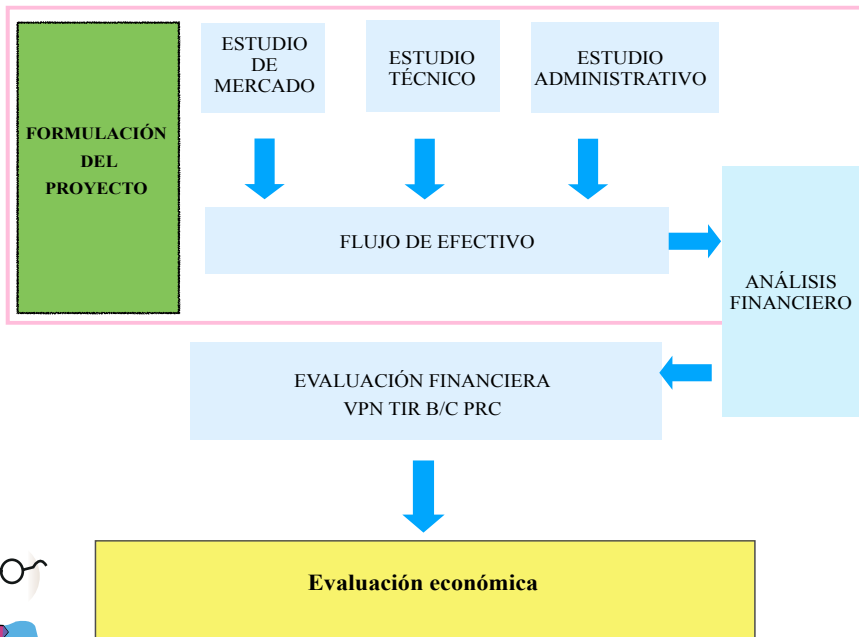 FORMULACIÓN
DEL
PROYECTO
ESTUDIO
DE
MERCADO
ESTUDIO
TÉCNICO
ESTUDIO
ADMINISTRATIVO
FLUJO DE EFECTIVO
ANÁLISIS
FINANCIERO
EVALUACIÓN FINANCIERA
VPN TIR B/C PRC
Evaluación económica